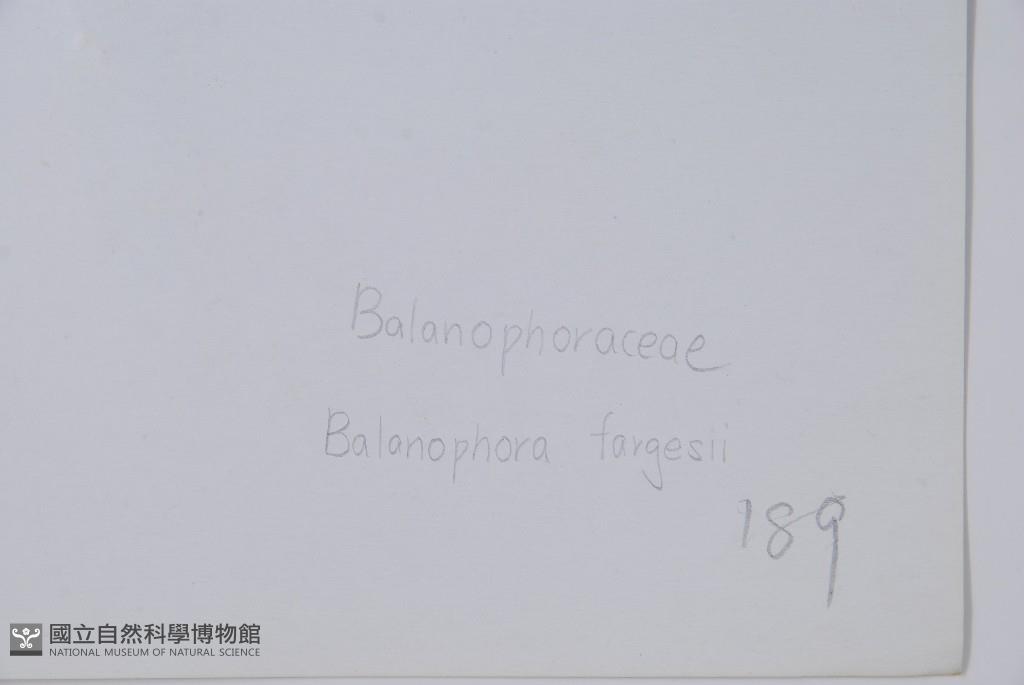 Balanophoraceae
Balanophora fargesii
189
國立自然科學博物館
NATIONAL MUSEUM OF NATURAL SCIENCE